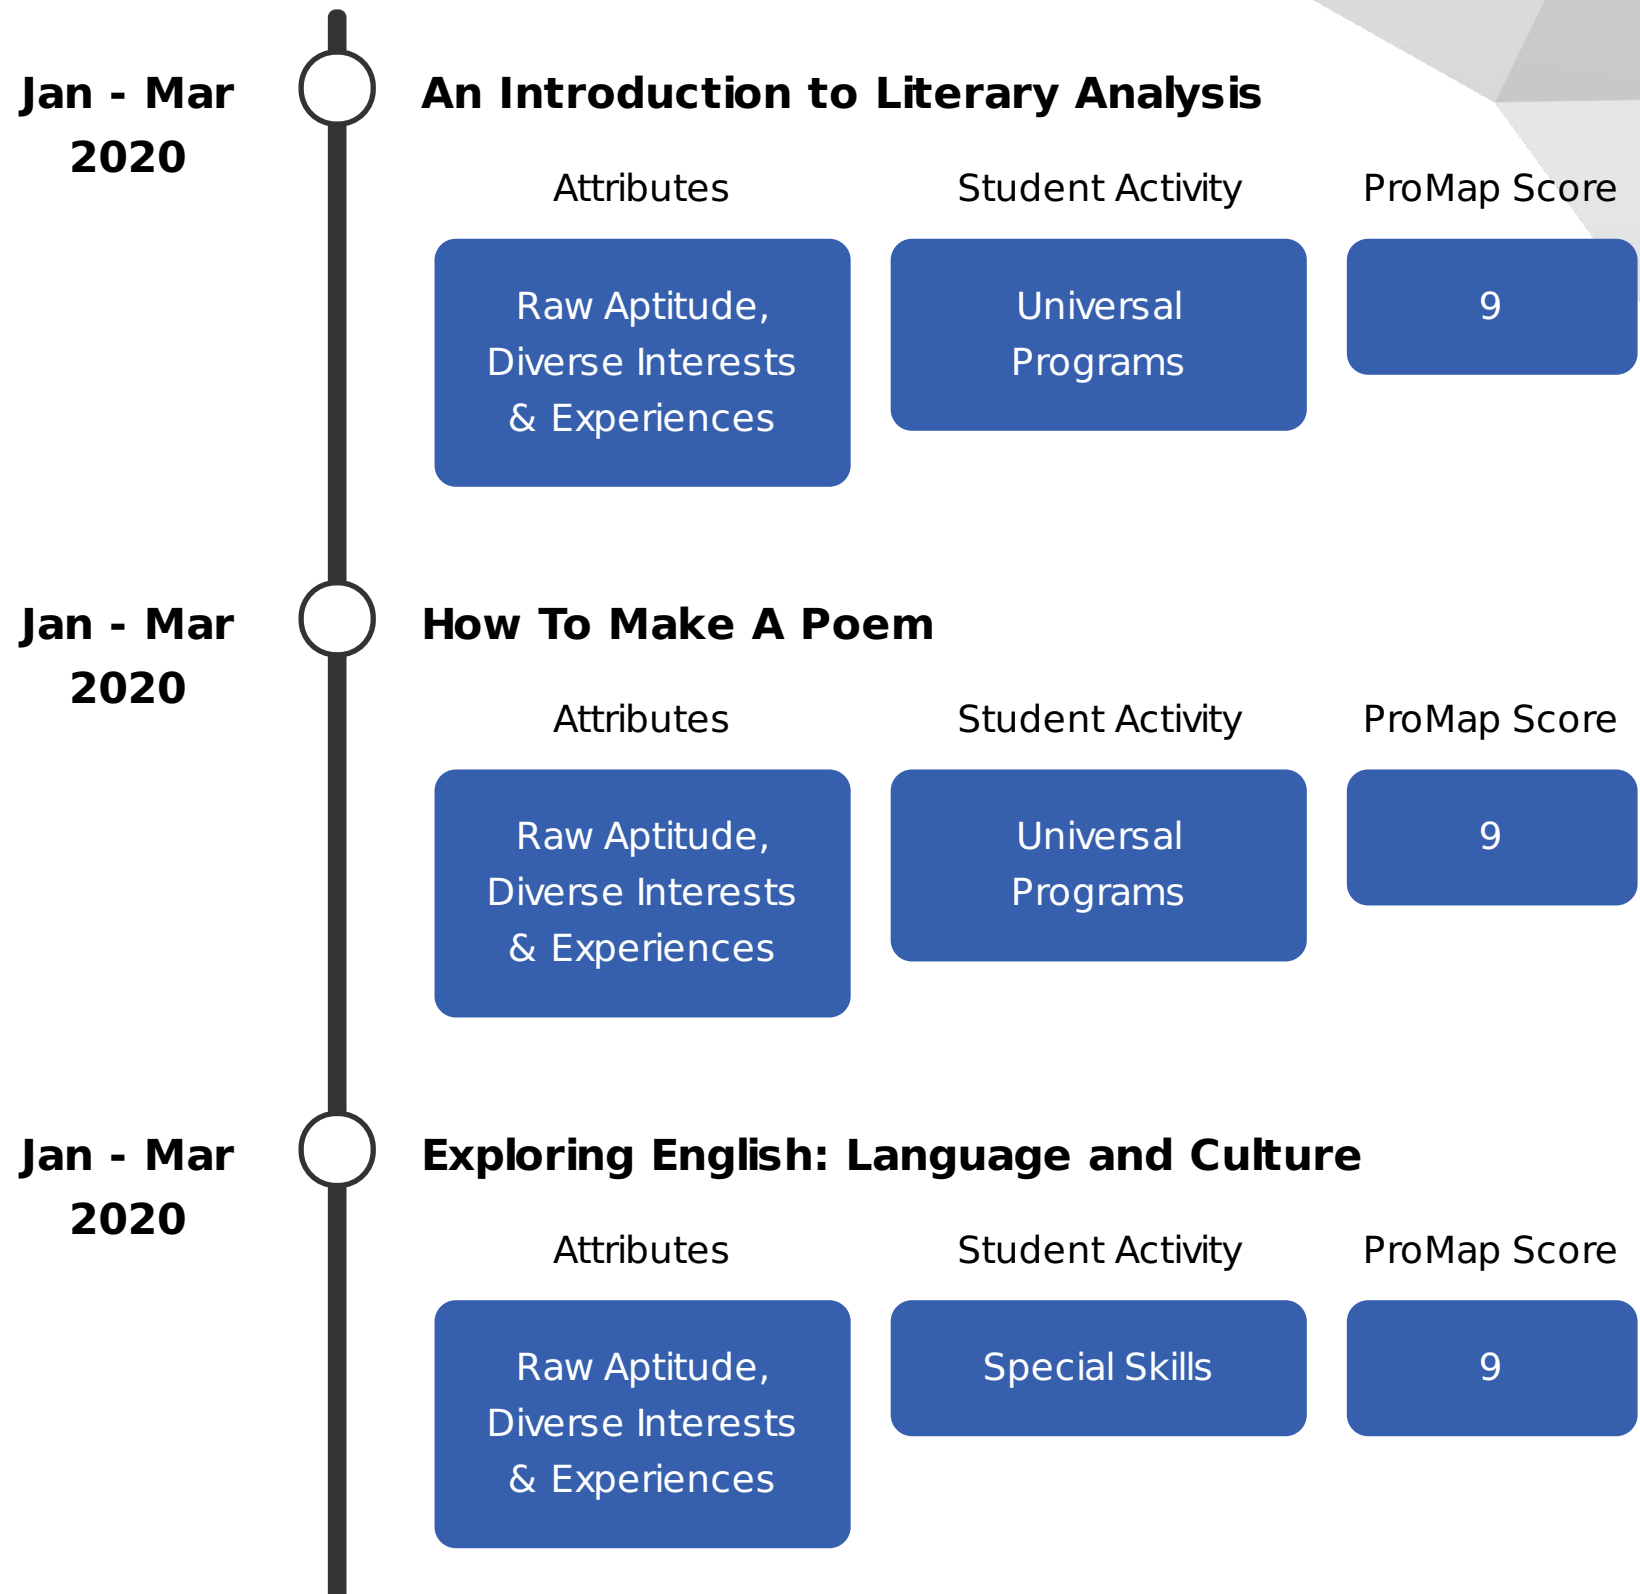 Jan - Mar
2020
An Introduction to Literary Analysis
Attributes
Student Activity
ProMap Score
Raw Aptitude,
Diverse Interests
& Experiences
Universal
Programs
9
Jan - Mar
2020
How To Make A Poem
Attributes
Student Activity
ProMap Score
Raw Aptitude,
Diverse Interests
& Experiences
Universal
Programs
9
Jan - Mar
2020
Exploring English: Language and Culture
Attributes
Student Activity
ProMap Score
Raw Aptitude,
Diverse Interests
& Experiences
Special Skills
9